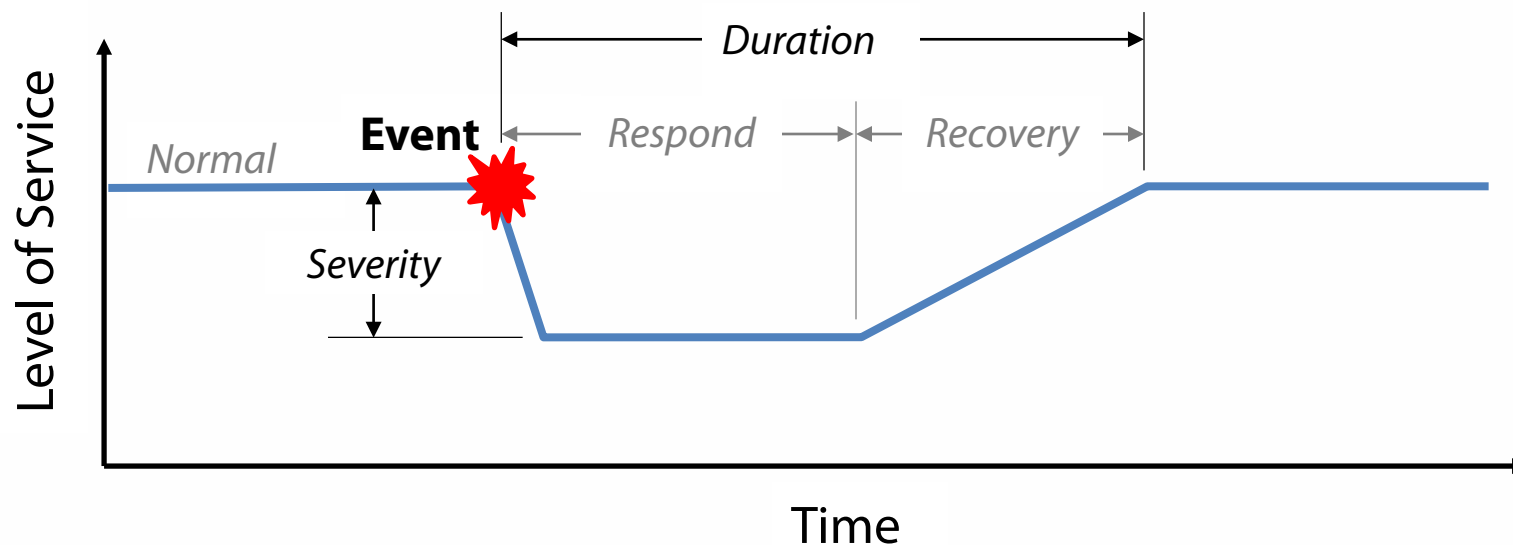 Duration
Event
Respond
Recovery
Normal
Severity
Level of Service
Time